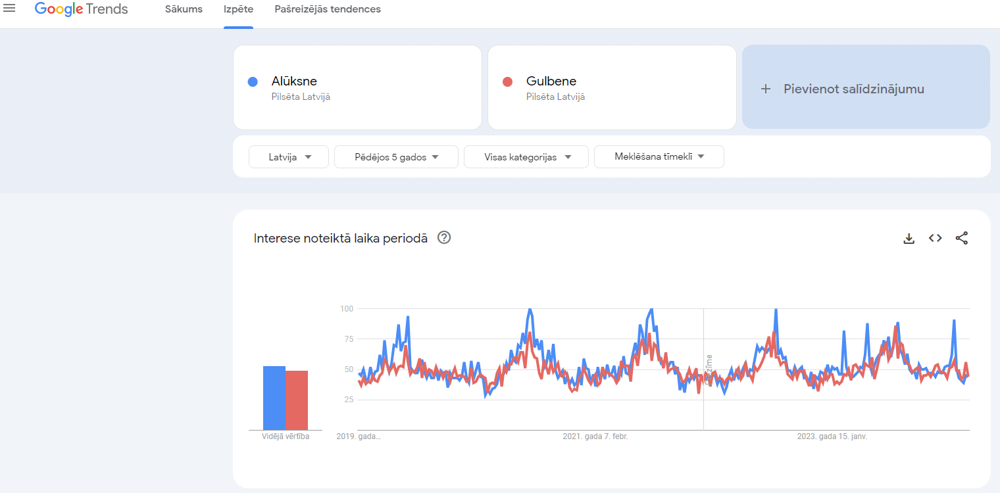 Google Trends
Sākums
Izpēte
Pašreizējās tendences
Alūksne
Pilsēta Latvijā
Gulbene
Pilsēta Latvijā
+ Pievienot salīdzinājumu
Latvija
Pēdējos 5 gados
Visas kategorijas
Meklēšana tīmeklī
Interese noteiktā laika periodā
100
75
50
25
Piezīme
Vidējā vērtība
2019. gada...
2021. gada 7. febr.
2023. gada 15. janv.